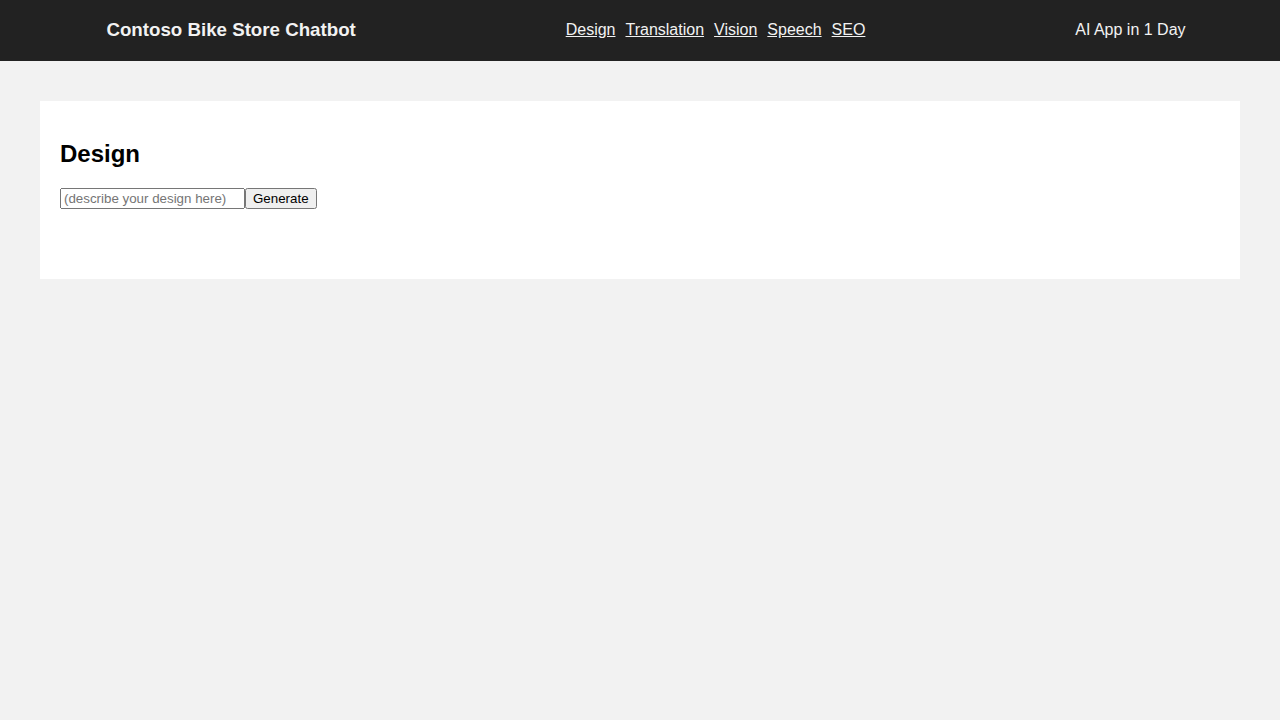 Contoso Bike Store Chatbot
Design Translation Vision Speech SEO
AI App in 1 Day
Design
(describe your design here) Generate